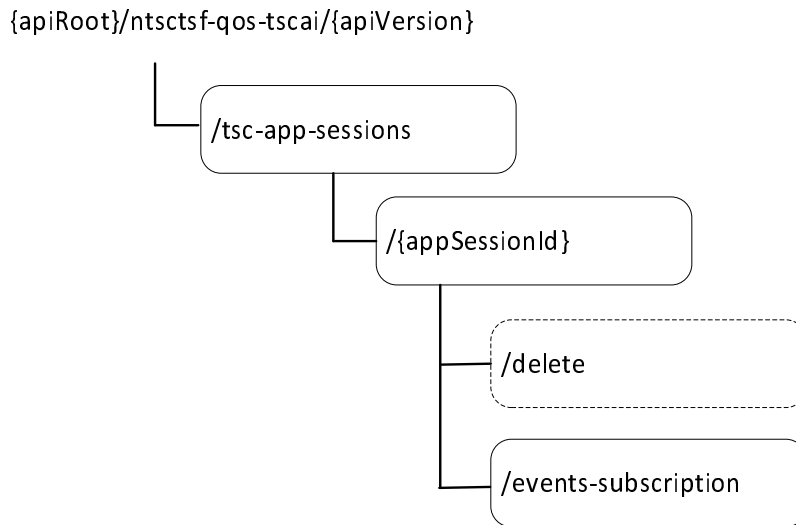 {apiRoot}/ntsctsf-qos-tscai/{apiVersion}
/tsc-app-sessions
/{appSessionId}
/delete
/events-subscription